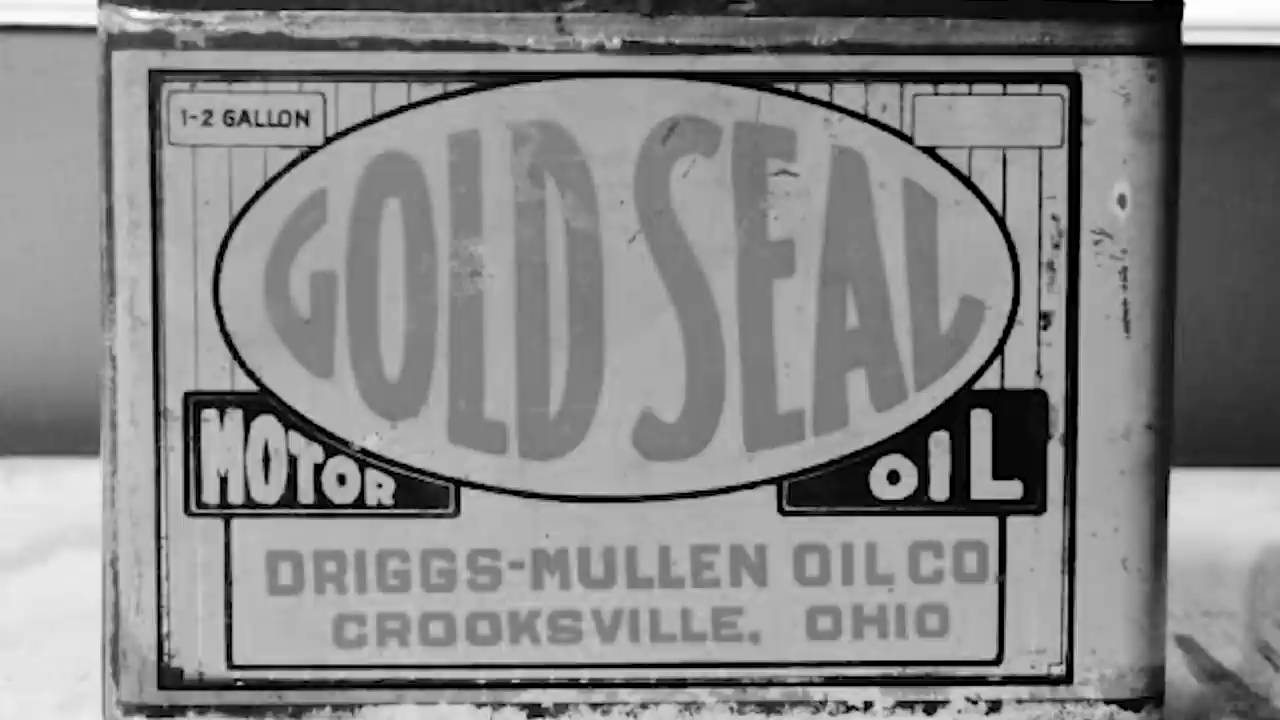 1-2 GALLON
GOLD SEAL
MOTOR OIL
DRIGGS-MULLEN OIL CO
CROOKSVILLE, OHIO